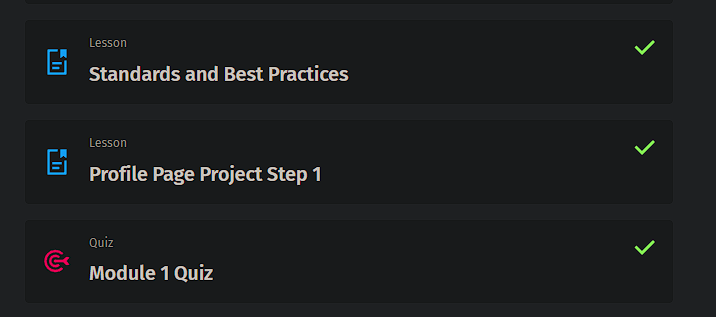 Lesson
Standards and Best Practices
Lesson
Profile Page Project Step 1
Quiz
Module 1 Quiz